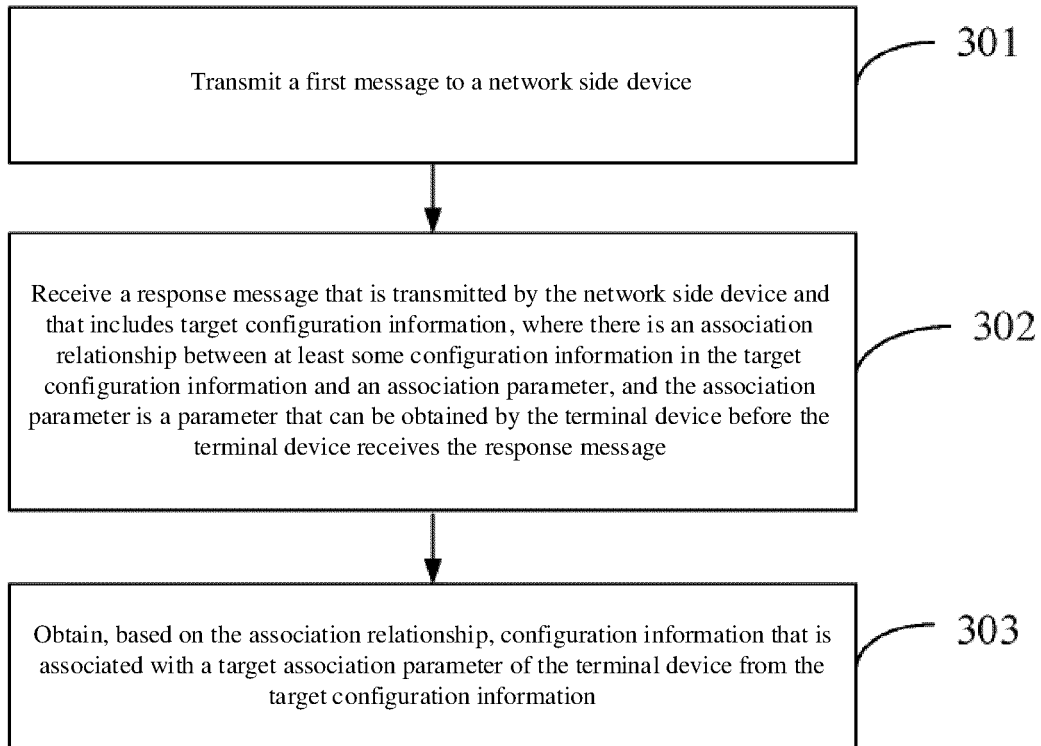 Transmit a first message to a network side device
301
Receive a response message that is transmitted by the network side device and
that includes target configuration information, where there is an association
relationship between at least some configuration information in the target
configuration information and an association parameter, and the association
parameter is a parameter that can be obtained by the terminal device before the
terminal device receives the response message
302
Obtain, based on the association relationship, configuration information that is
associated with a target association parameter of the terminal device from the
target configuration information
303